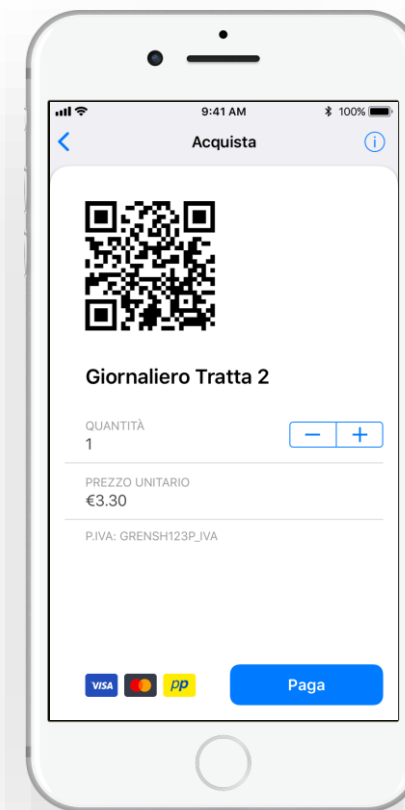 9:41 AM
100%
Acquista
Giornaliero Tratta 2
QUANTITÀ
1
PREZZO UNITARIO
€3.30
P.IVA: GRENSH123P_IVA
VISA
PP
Paga